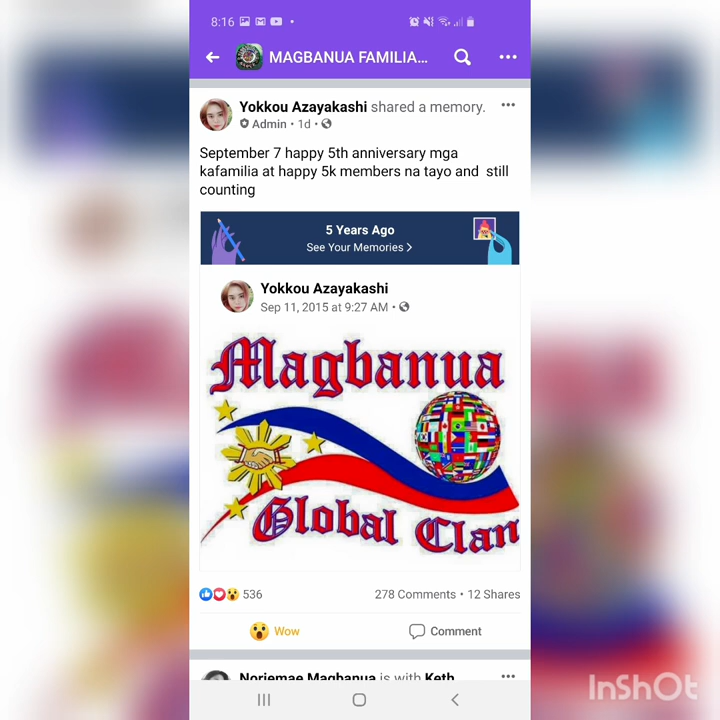 8:16
MAGBANUA FAMILIA...
Yokkou Azayakashi shared a memory.
Admin • 1d •
September 7 happy 5th anniversary mga
kafamilia at happy 5k members na tayo and still
counting
5 Years Ago
See Your Memories >
Yokkou Azayakashi
Sep 11, 2015 at 9:27 AM •
Magbanua
Global Clan
536
278 Comments • 12 Shares
Wow
Comment
Noriemae Magbanua is with Keth
InShOt